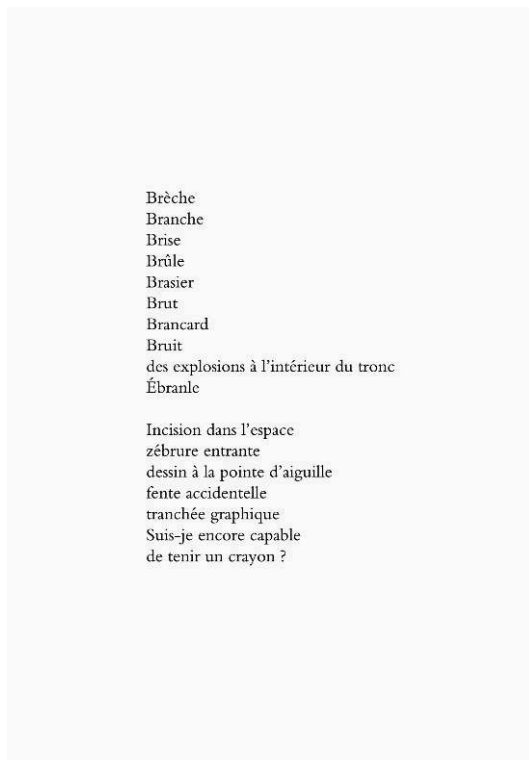 Brèche
Branche
Brise
Brûle
Brasier
Brut
Brancard
Bruit
des explosions à l’intérieur du tronc
Ébranle
Incision dans l’espace
zébrure entrante
dessin à la pointe d’aiguille
fente accidentelle
tranchée graphique
Suis-je encore capable
de tenir un crayon ?